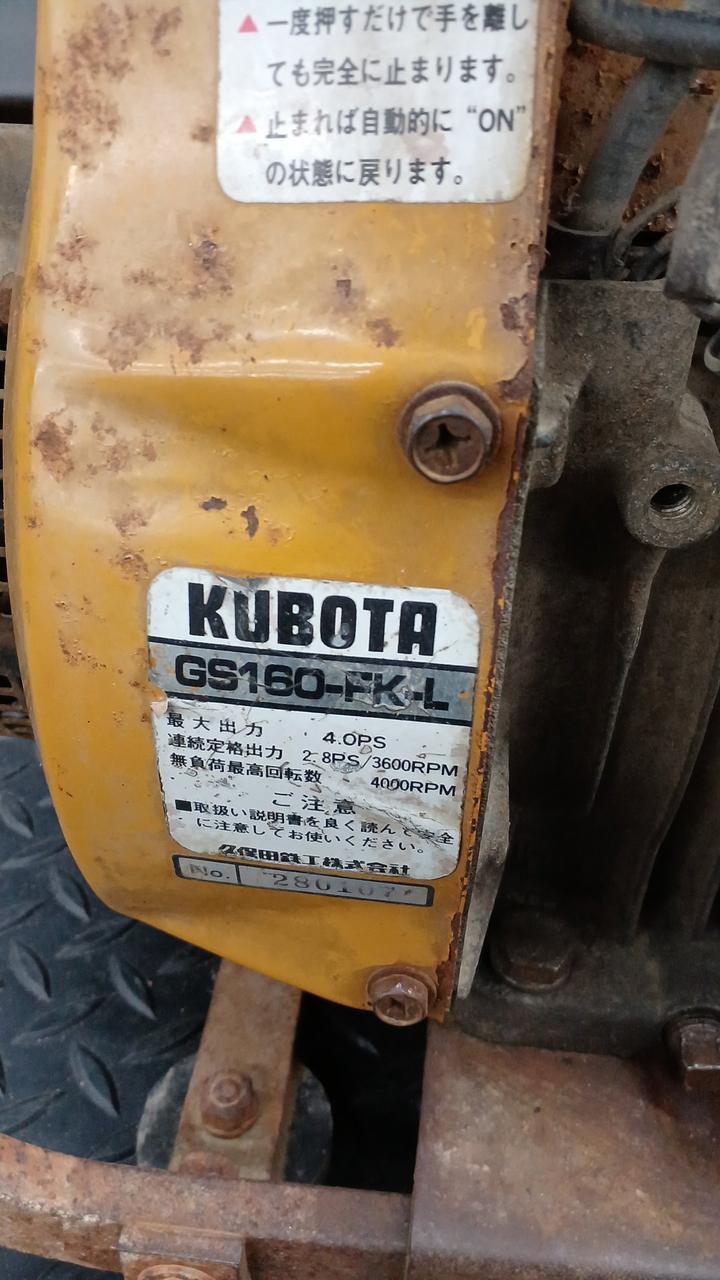 ▲一度押すだけで手を離し
ても完全に止まります。
▲止まれば自動的に“ON”
の状態に戻ります。
KUBOTA
GS160-FK-L
最大出力 4.0PS
連続定格出力 2.8PS/3600RPM
無負荷最高回転数 4000RPM
ご注意
■取扱い説明書を良く読んで安全
に注意してお使いください。
久保田鉄工株式会社
No. 280107